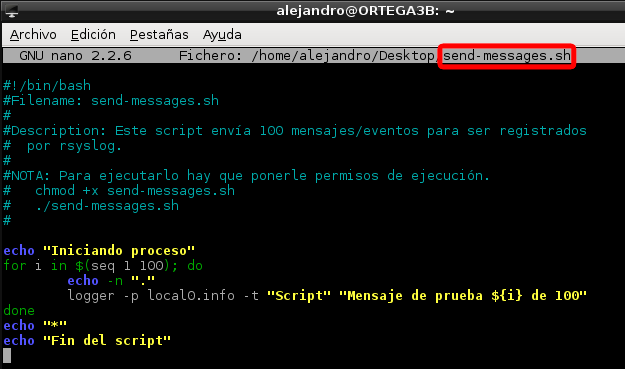 alejandro@ORTEGA3B: ~
Archivo Edición Pestañas Ayuda
GNU nano 2.2.6 Fichero: /home/alejandro/Desktop/send-messages.sh
#!/bin/bash
#Filename: send-messages.sh
#
#Description: Este script envía 100 mensajes/eventos para ser registrados
# por rsyslog.
#
#NOTA: Para ejecutarlo hay que ponerle permisos de ejecución.
# chmod +x send-messages.sh
# ./send-messages.sh
#
echo "Iniciando proceso"
for i in $(seq 1 100); do
echo -n "."
logger -p local0.info -t "Script" "Mensaje de prueba ${i} de 100"
done
echo "*"
echo "Fin del script"